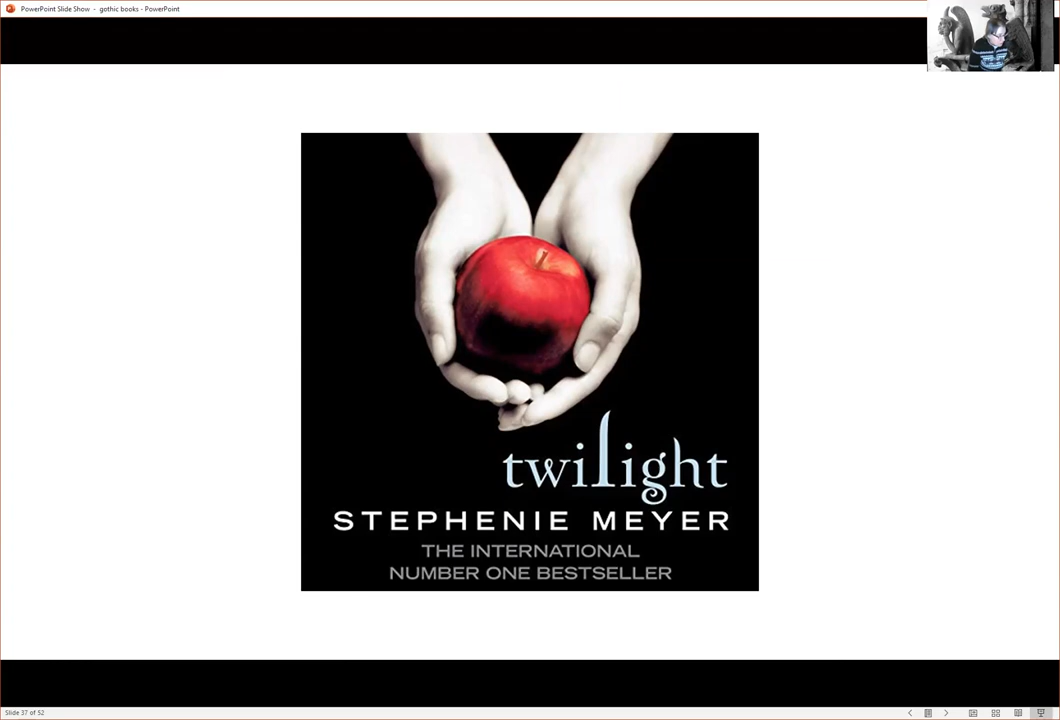 PowerPoint Slide Show - gothic books - PowerPoint
twilight
STEPHENIE MEYER
THE INTERNATIONAL
NUMBER ONE BESTSELLER
Slide 37 of 52